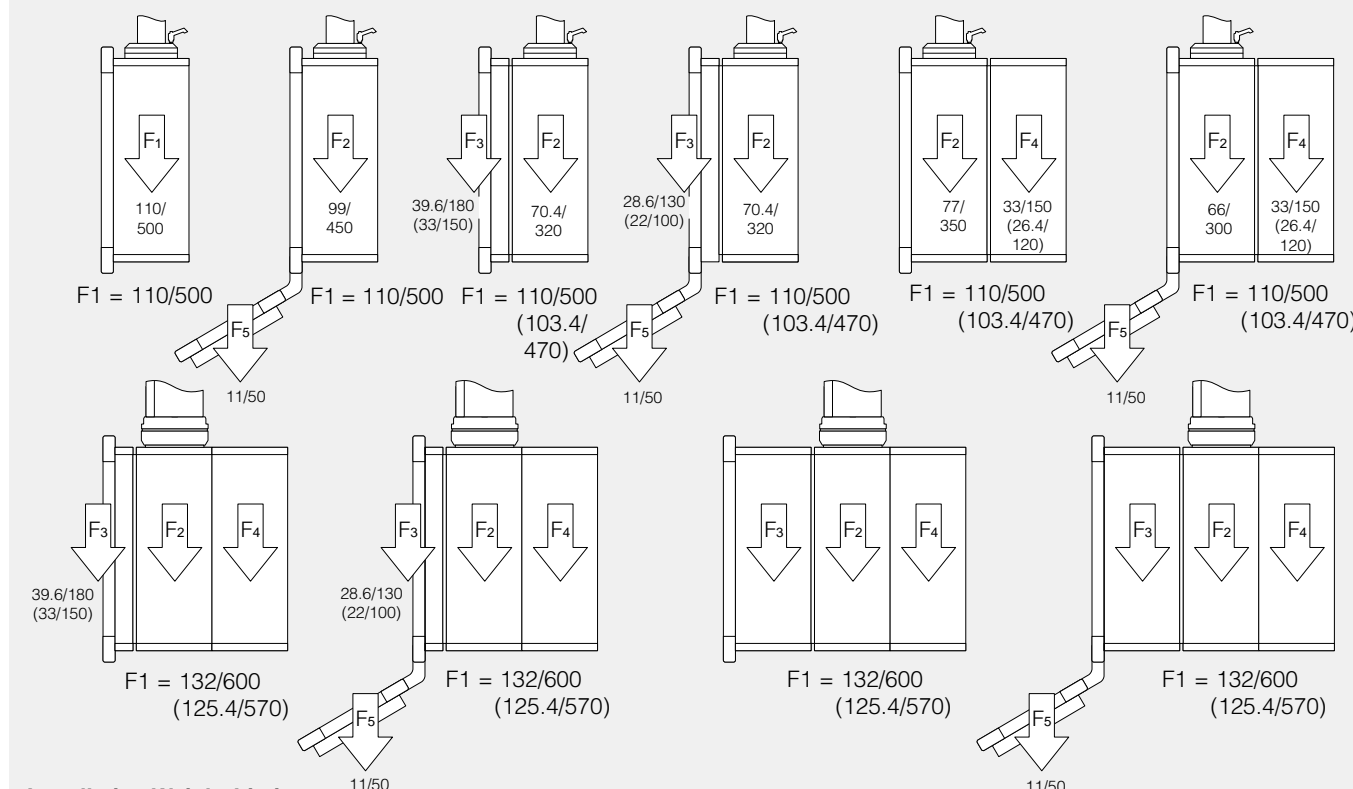 F1
110/
500
F1 = 110/500
F2
99/
450
F5
11/50
F1 = 110/500
F3
39.6/180
(33/150)
F2
70.4/
320
F1 = 110/500
(103.4/
470)
F3
28.6/130
(22/100)
F2
70.4/
320
F5
11/50
F1 = 110/500
(103.4/470)
F2
77/
350
F4
33/150
(26.4/
120)
F1 = 110/500
(103.4/470)
F2
66/
300
F4
33/150
(26.4/
120)
F5
11/50
F1 = 110/500
(103.4/470)
F3
39.6/180
(33/150)
F2
F4
F1 = 132/600
(125.4/570)
F3
28.6/130
(22/100)
F2
F4
F5
11/50
F1 = 132/600
(125.4/570)
F3
F2
F4
F1 = 132/600
(125.4/570)
F3
F2
F4
F5
11/50
F1 = 132/600
(125.4/570)